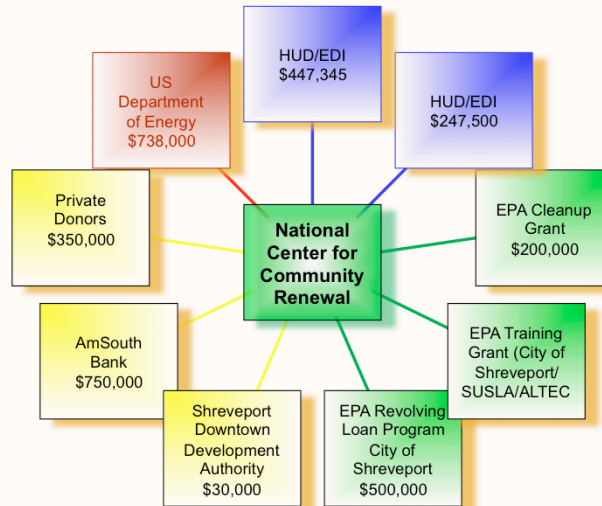 HUD/EDI
$447,345
HUD/EDI
$247,500
US
Department
of Energy
$738,000
Private
Donors
$350,000
National
Center for
Community
Renewal
EPA Cleanup
Grant
$200,000
AmSouth
Bank
$750,000
EPA Training
Grant (City of
Shreveport/
SUSLA/ALTEC
Shreveport
Downtown
Development
Authority
$30,000
EPA Revolving
Loan Program
City of
Shreveport
$500,000